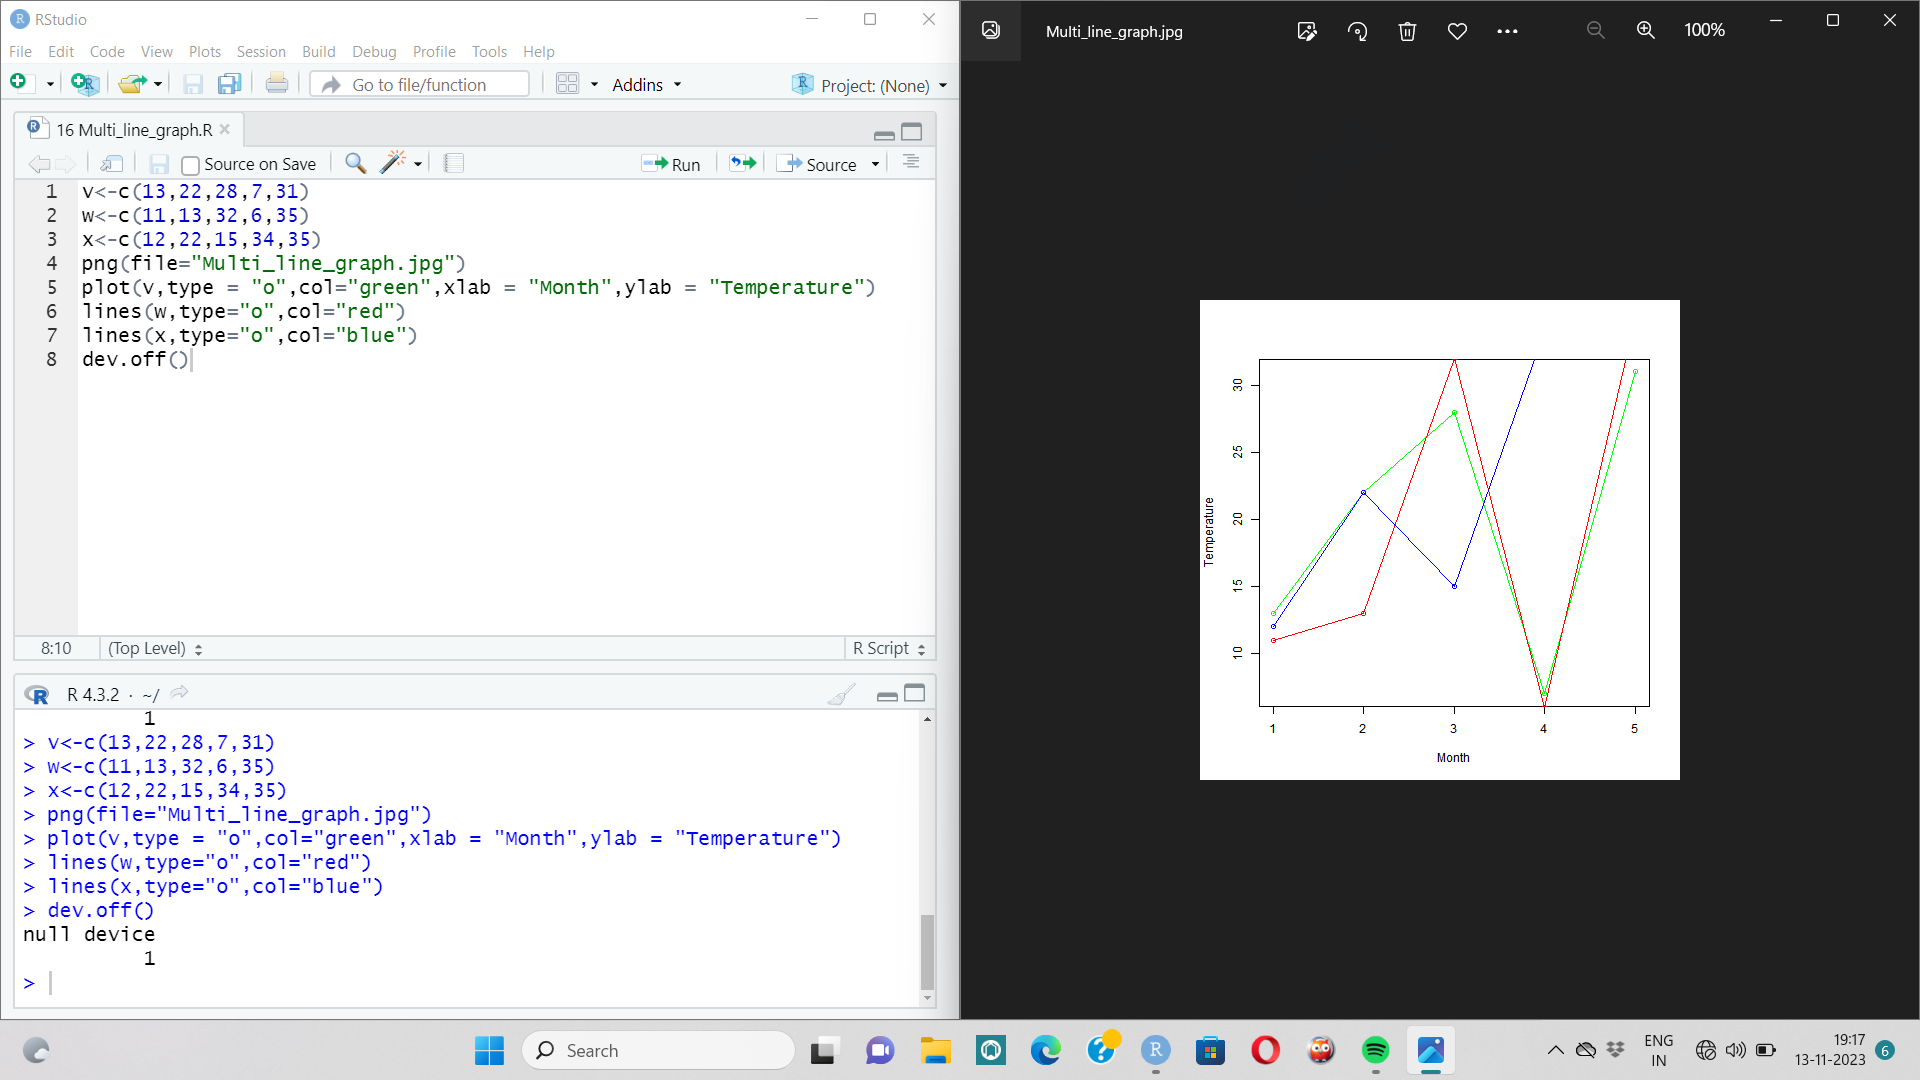 RStudio
File Edit Code View Plots Session Build Debug Profile Tools Help
Go to file/function Addins Project: (None)
16 Multi_line_graph.R
Source on Save Run Source
1 v<-c(13,22,28,7,31)
2 w<-c(11,13,32,6,35)
3 x<-c(12,22,15,34,35)
4 png(file="Multi_line_graph.jpg")
5 plot(v,type = "o",col="green",xlab = "Month",ylab = "Temperature")
6 lines(w,type="o",col="red")
7 lines(x,type="o",col="blue")
8 dev.off()
8:10 (Top Level) R Script
R 4.3.2 · ~/
1
> v<-c(13,22,28,7,31)
> w<-c(11,13,32,6,35)
> x<-c(12,22,15,34,35)
> png(file="Multi_line_graph.jpg")
> plot(v,type = "o",col="green",xlab = "Month",ylab = "Temperature")
> lines(w,type="o",col="red")
> lines(x,type="o",col="blue")
> dev.off()
null device
1
>
Multi_line_graph.jpg 100%
30
25
20
15
10
Temperature
1 2 3 4 5
Month
Search
ENG
IN
19:17
13-11-2023
6